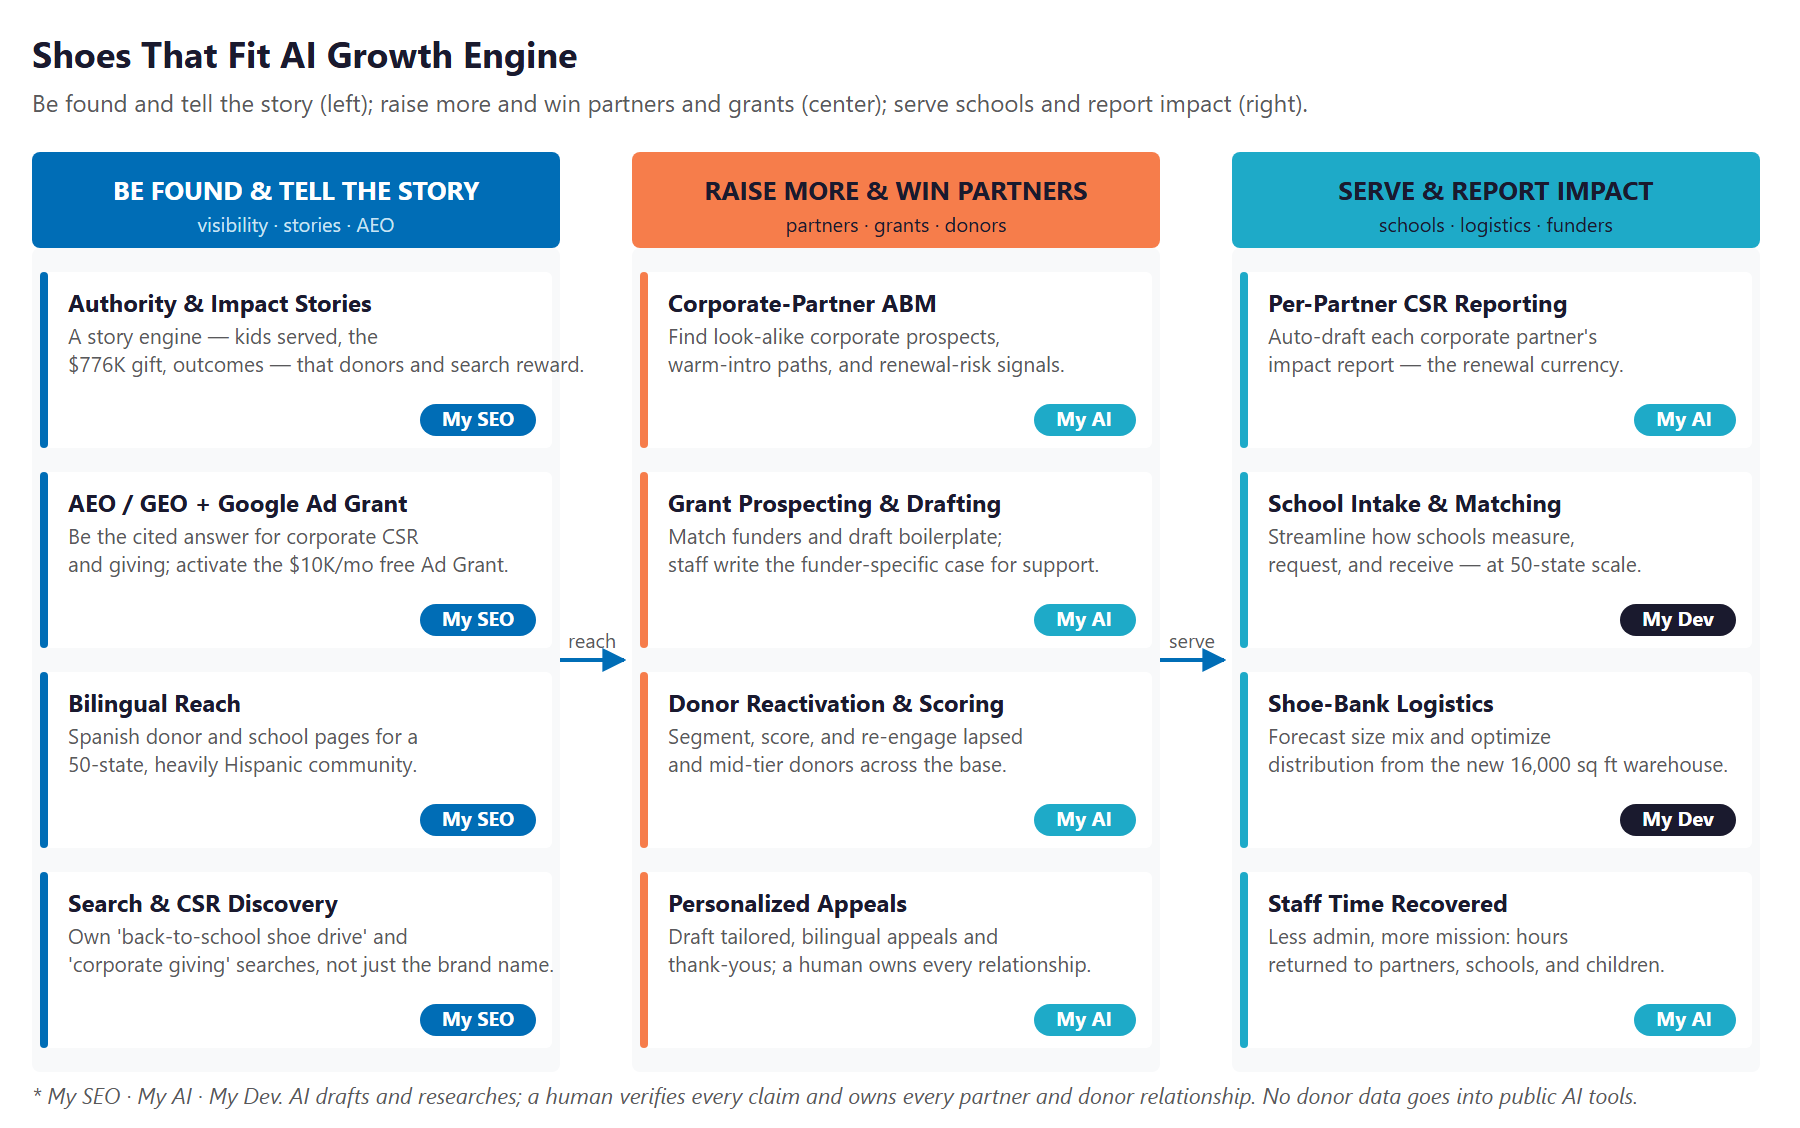 Shoes That Fit AI Growth Engine
Be found and tell the story (left); raise more and win partners and grants (center); serve schools and report impact (right).
BE FOUND & TELL THE STORY
visibility · stories · AEO
Authority & Impact Stories
A story engine — kids served, the
$776K gift, outcomes — that donors and search reward.
My SEO
AEO / GEO + Google Ad Grant
Be the cited answer for corporate CSR
and giving; activate the $10K/mo free Ad Grant.
My SEO
Bilingual Reach
Spanish donor and school pages for a
50-state, heavily Hispanic community.
My SEO
Search & CSR Discovery
Own 'back-to-school shoe drive' and
'corporate giving' searches, not just the brand name.
My SEO
reach
RAISE MORE & WIN PARTNERS
partners · grants · donors
Corporate-Partner ABM
Find look-alike corporate prospects,
warm-intro paths, and renewal-risk signals.
My AI
Grant Prospecting & Drafting
Match funders and draft boilerplate;
staff write the funder-specific case for support.
My AI
Donor Reactivation & Scoring
Segment, score, and re-engage lapsed
and mid-tier donors across the base.
My AI
Personalized Appeals
Draft tailored, bilingual appeals and
thank-yous; a human owns every relationship.
My AI
serve
SERVE & REPORT IMPACT
schools · logistics · funders
Per-Partner CSR Reporting
Auto-draft each corporate partner's
impact report — the renewal currency.
My AI
School Intake & Matching
Streamline how schools measure,
request, and receive — at 50-state scale.
My Dev
Shoe-Bank Logistics
Forecast size mix and optimize
distribution from the new 16,000 sq ft warehouse.
My Dev
Staff Time Recovered
Less admin, more mission: hours
returned to partners, schools, and children.
My AI
* My SEO · My AI · My Dev. AI drafts and researches; a human verifies every claim and owns every partner and donor relationship. No donor data goes into public AI tools.